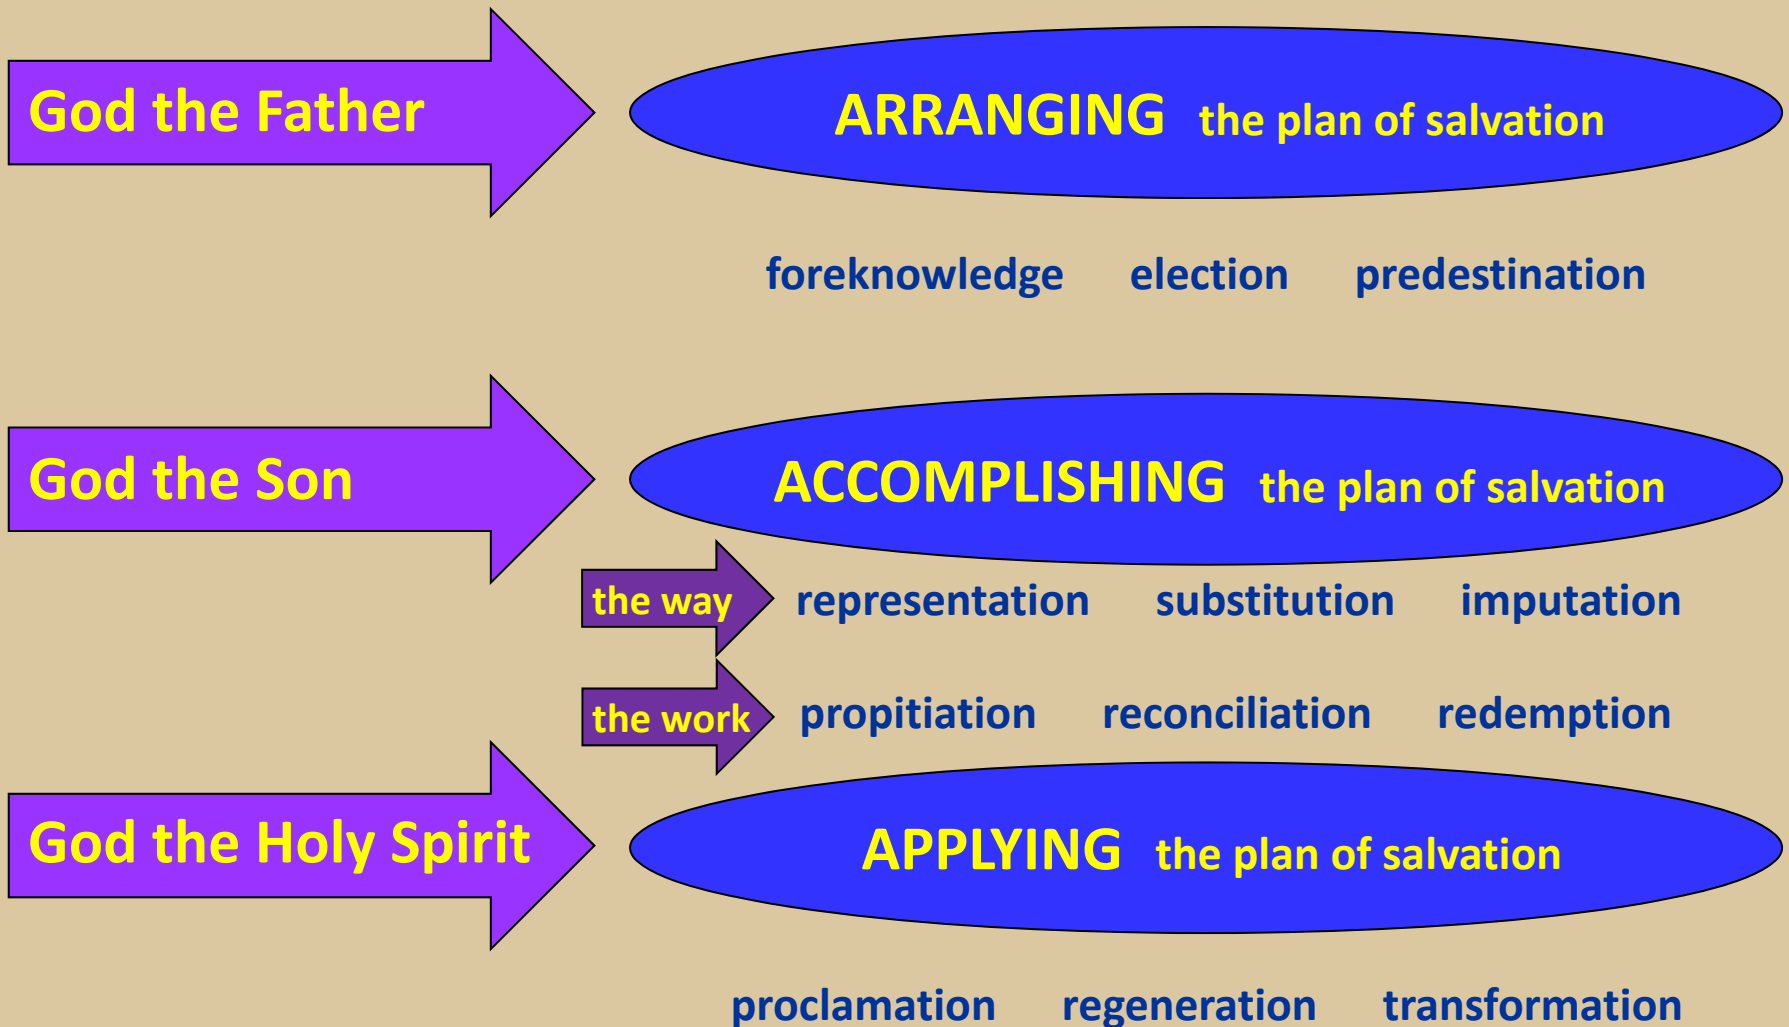 God the Father
ARRANGING the plan of salvation
foreknowledge election predestination
God the Son
ACCOMPLISHING the plan of salvation
the way
representation substitution imputation
the work
propitiation reconciliation redemption
God the Holy Spirit
APPLYING the plan of salvation
proclamation regeneration transformation